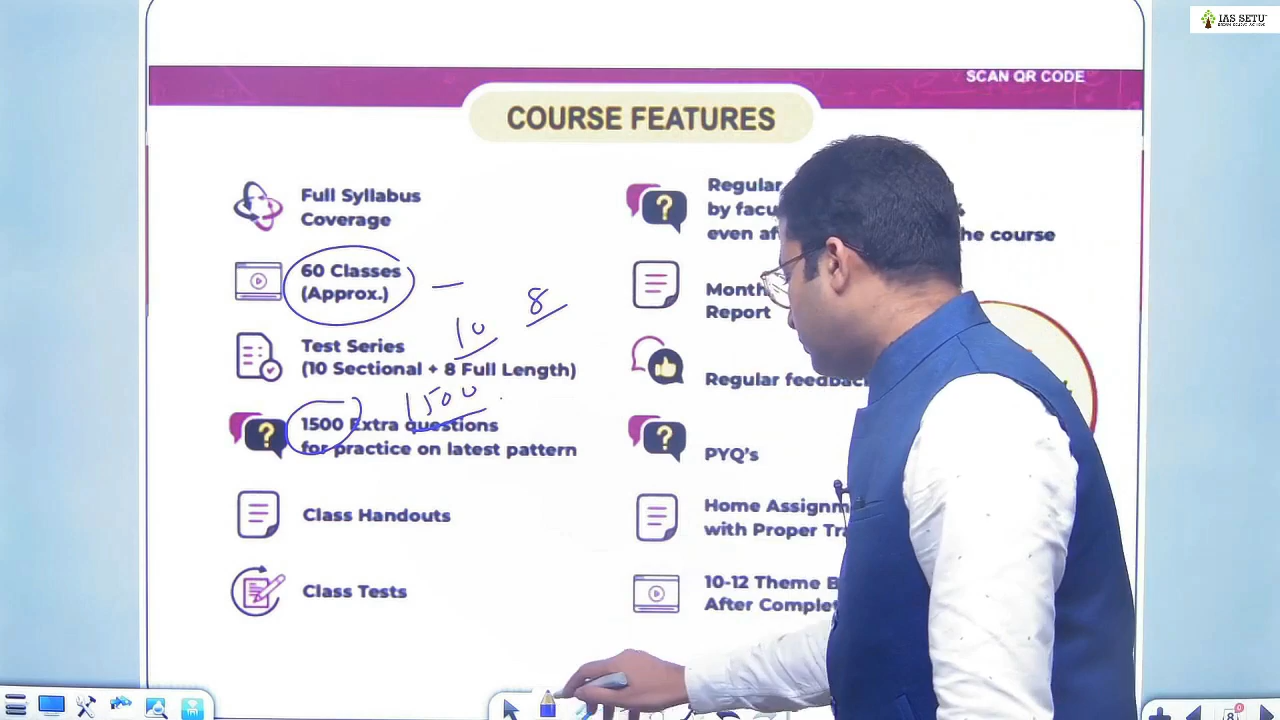 IAS SETU
SCAN QR CODE
COURSE FEATURES
Full Syllabus
Coverage
60 Classes
(Approx.)
8
10
Test Series
(10 Sectional + 8 Full Length)
1500
1500 Extra questions
for practice on latest pattern
Class Handouts
Class Tests
Regular
by facu
even af he course
Month
Report
Regular feedbac
PYQ's
Home Assignm
with Proper Tra
10-12 Theme B
After Complet